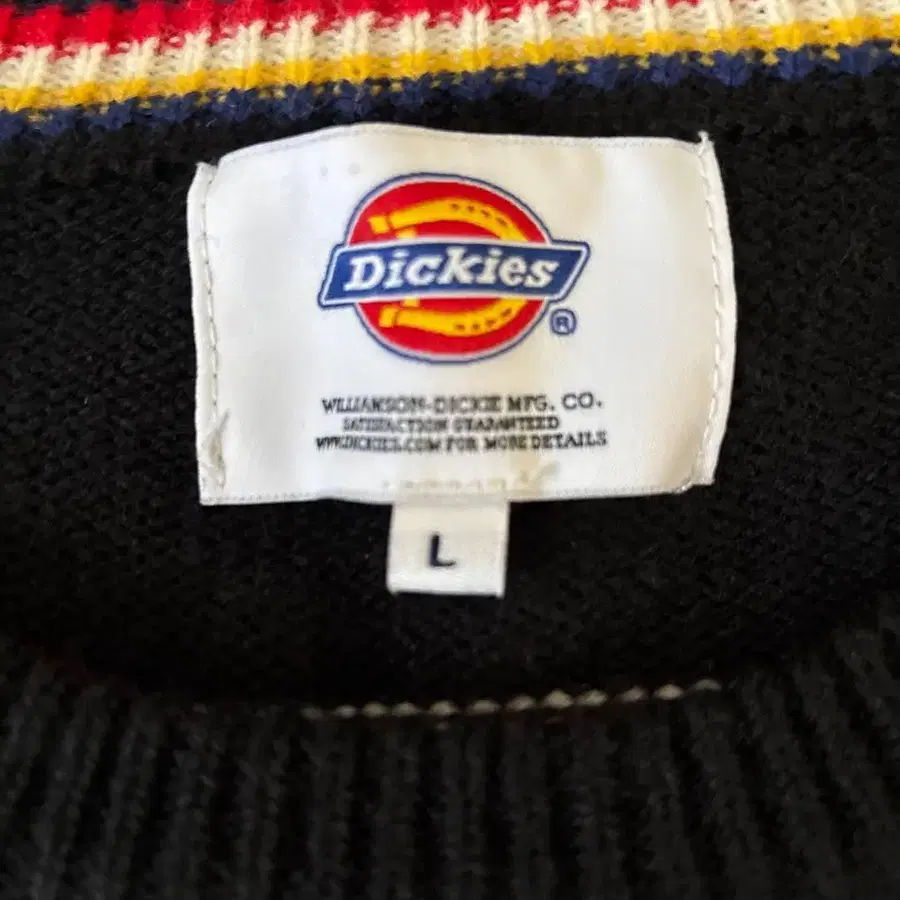 Dickies
®
WILLIAMSON-DICKIE MFG. CO.
SATISFACTION GUARANTEED
WWW.DICKIES.COM FOR MORE DETAILS
L